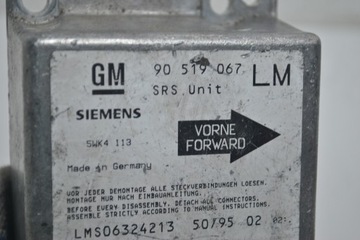 GM 90 519 067 LM
SRS Unit
SIEMENS
5WK4 113
VORNE
FORWARD
Made in Germany
VOR JEDER DEMONTAGE ALLE STECKVERBINDUNGEN LOESEN.
MONTAGE NUR NACH EINBAUANLEITUNG.
BEFORE EVERY DISASSEMBLY, DETACH ALL CONNECTORS.
ASSEMBLE STRICTLY ACCORDING TO MANUAL INSTRUCTIONS.
LMS06324213 50/95 02